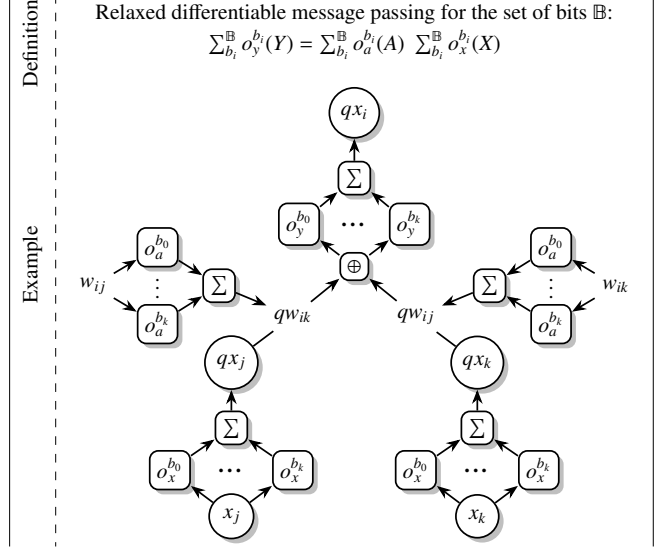 Definition
Relaxed differentiable message passing for the set of bits 𝔹:
∑_{b_i}^{𝔹} o_y^{b_i}(Y) = ∑_{b_i}^{𝔹} o_a^{b_i}(A) ∑_{b_i}^{𝔹} o_x^{b_i}(X)
Example
qx_i
∑
o_y^{b_0} ... o_y^{b_k}
⊕
w_{ij} o_a^{b_0} ⋮ o_a^{b_k} ∑ qw_{ik}
qw_{ij} ∑ o_a^{b_0} ⋮ o_a^{b_k} w_{ik}
qx_j qx_k
∑ ∑
o_x^{b_0} ... o_x^{b_k} o_x^{b_0} ... o_x^{b_k}
x_j x_k